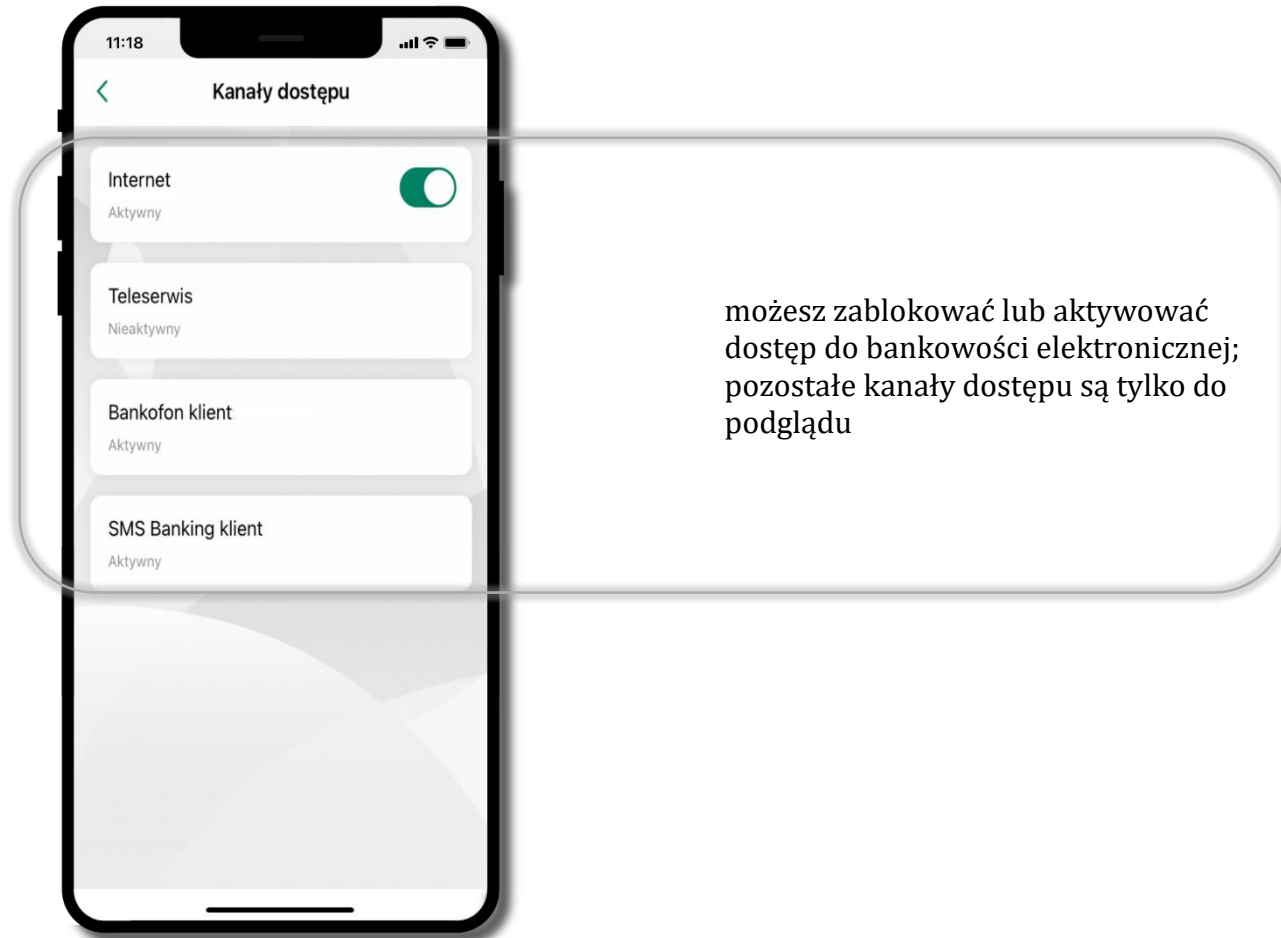 11:18
Kanały dostępu
Internet
Aktywny
Teleserwis
Nieaktywny
Bankofon klient
Aktywny
SMS Banking klient
Aktywny
możesz zablokować lub aktywować
dostęp do bankowości elektronicznej;
pozostałe kanały dostępu są tylko do
podglądu